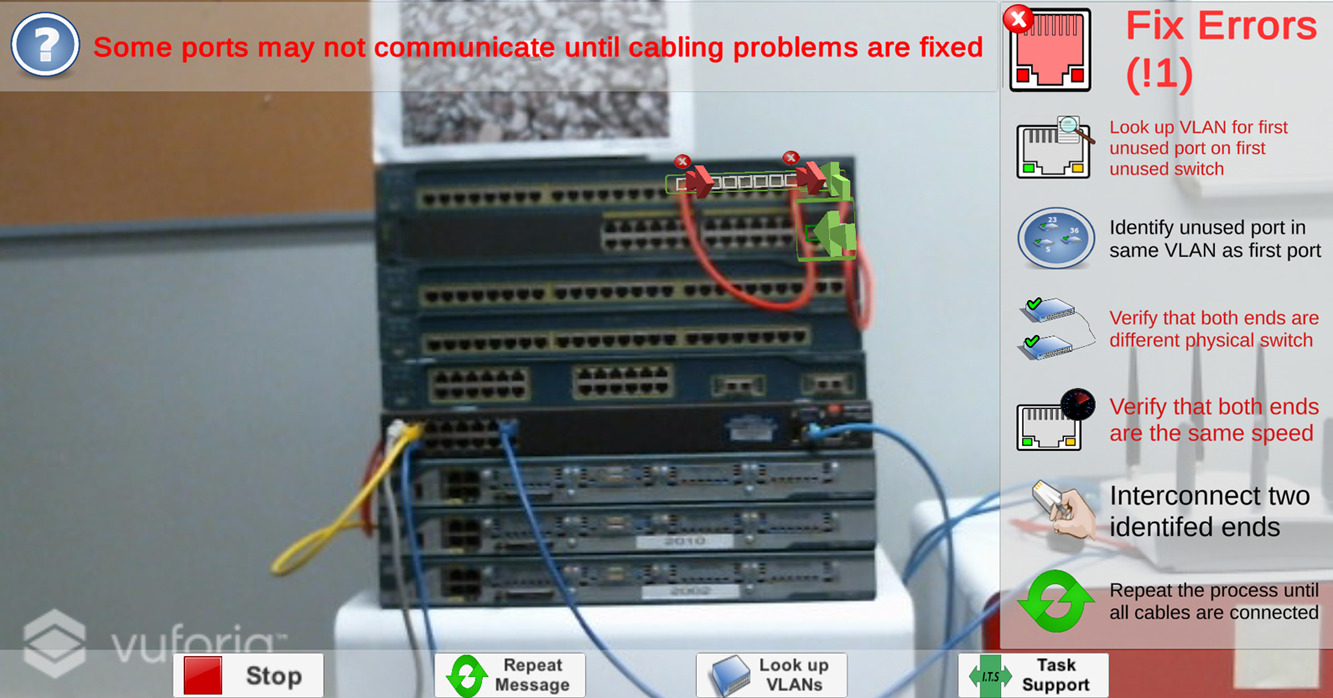 Some ports may not communicate until cabling problems are fixed
Fix Errors
(!1)
Look up VLAN for first
unused port on first
unused switch
23
36
5
Identify unused port in
same VLAN as first port
Verify that both ends are
different physical switch
Verify that both ends
are the same speed
Interconnect two
identifed ends
Repeat the process until
all cables are connected
2010
2002
vuforia™
Stop
Repeat
Message
Look up
VLANs
I.T.S
Task
Support